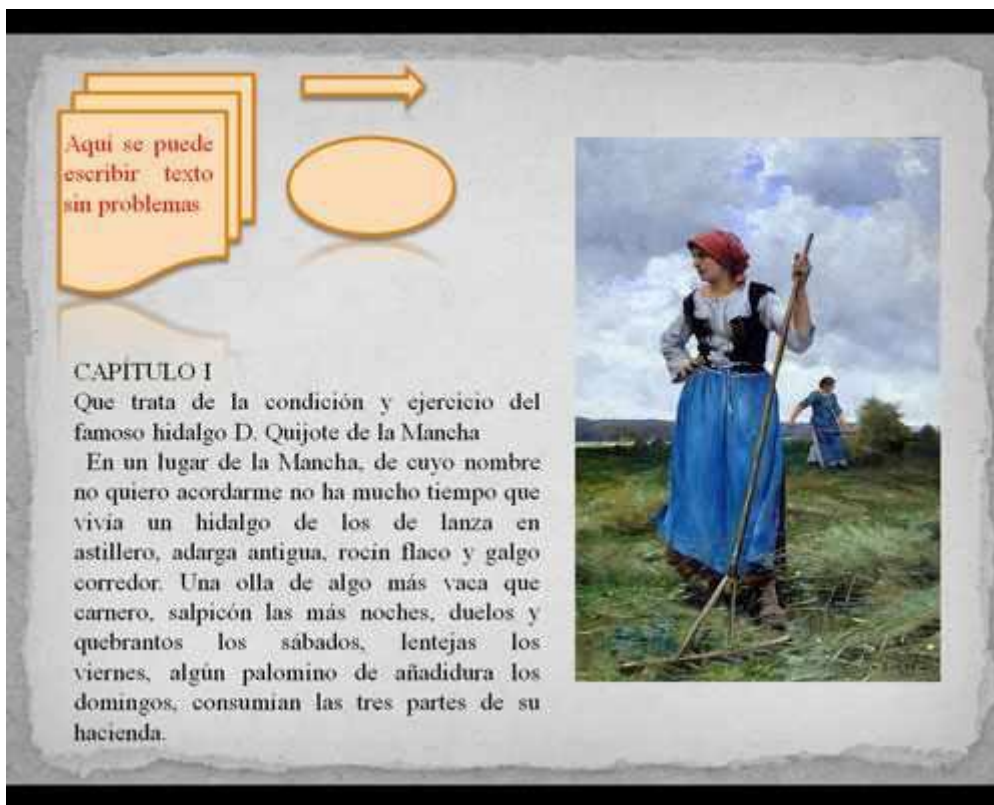 Aquí se puede
escribir texto
sin problemas
CAPÍTULO I
Que trata de la condición y ejercicio del
famoso hidalgo D. Quijote de la Mancha
En un lugar de la Mancha, de cuyo nombre
no quiero acordarme no ha mucho tiempo que
vivía un hidalgo de los de lanza en
astillero, adarga antigua, rocín flaco y galgo
corredor. Una olla de algo más vaca que
carnero, salpicón las más noches, duelos y
quebrantos los sábados, lentejas los
viernes, algún palomino de añadidura los
domingos, consumían las tres partes de su
hacienda.